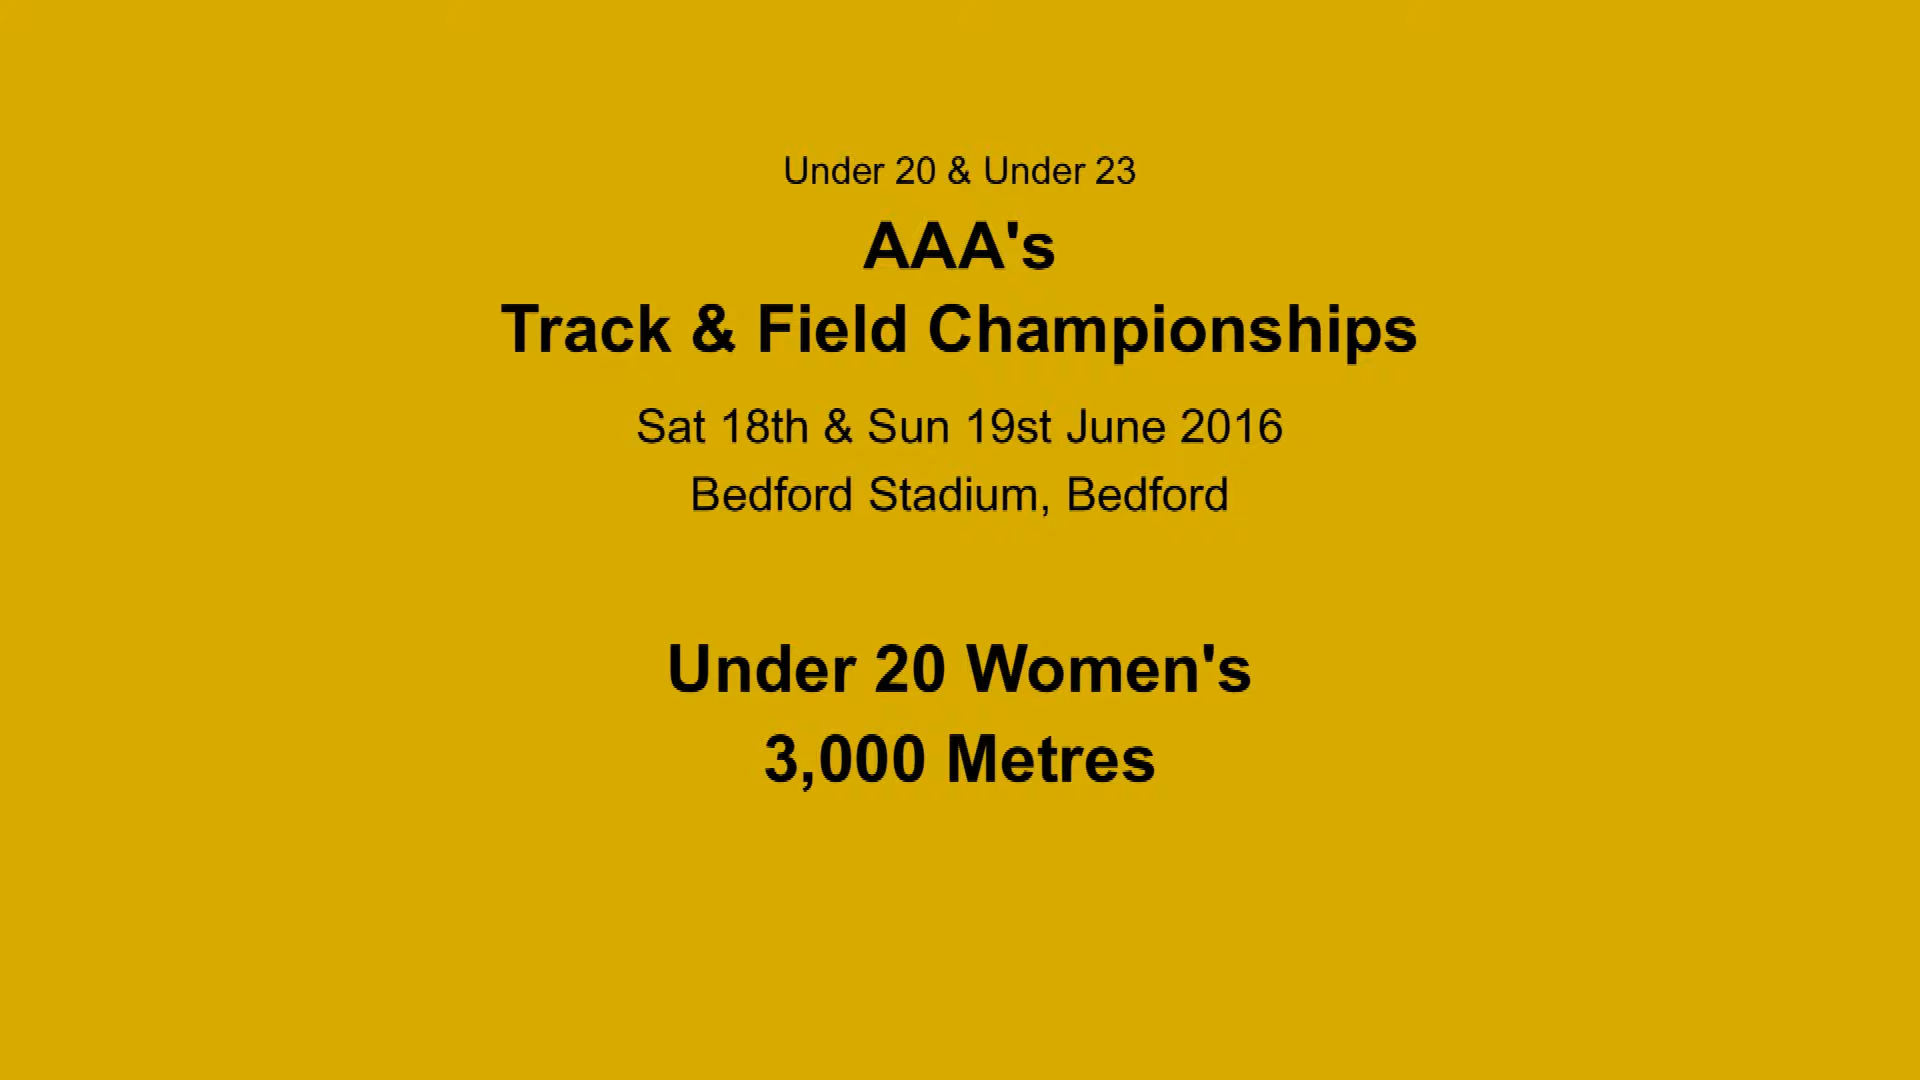 Under 20 & Under 23
AAA's
Track & Field Championships
Sat 18th & Sun 19st June 2016
Bedford Stadium, Bedford
Under 20 Women's
3,000 Metres